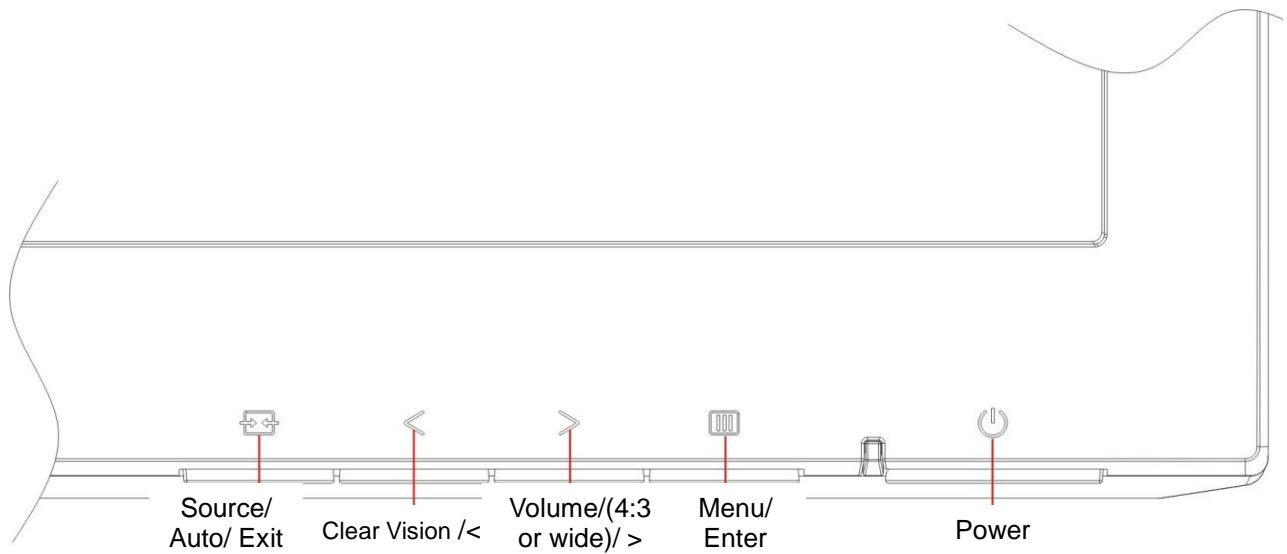 Source/
Auto/ Exit
Clear Vision /<
Volume/(4:3
or wide)/ >
Menu/
Enter
Power